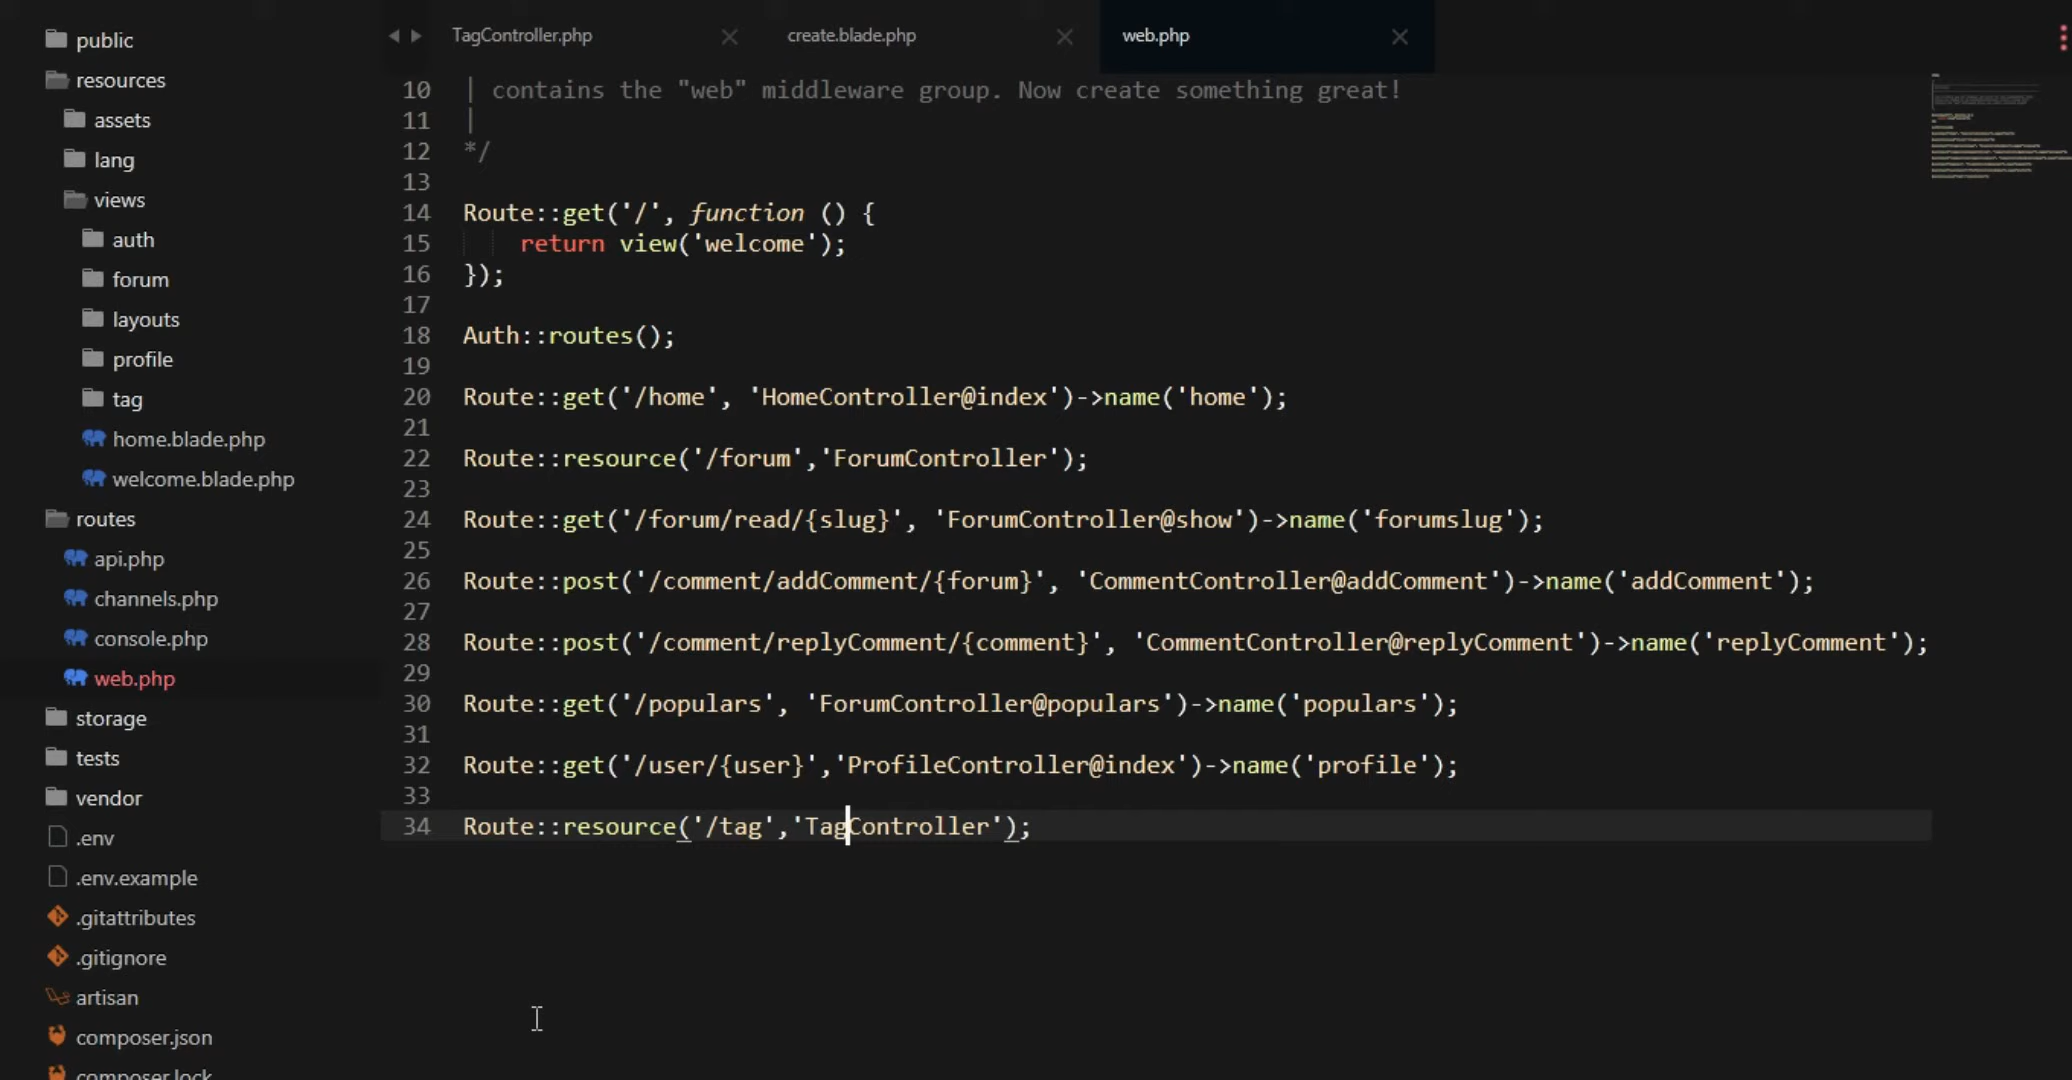 public
resources
assets
lang
views
auth
forum
layouts
profile
tag
home.blade.php
welcome.blade.php
routes
api.php
channels.php
console.php
web.php
storage
tests
vendor
.env
.env.example
.gitattributes
.gitignore
artisan
composer.json
composer.lock
TagController.php
create.blade.php
web.php
10 | contains the "web" middleware group. Now create something great!
11 |
12 */
13
14 Route::get('/', function () {
15 return view('welcome');
16 });
17
18 Auth::routes();
19
20 Route::get('/home', 'HomeController@index')->name('home');
21
22 Route::resource('/forum','ForumController');
23
24 Route::get('/forum/read/{slug}', 'ForumController@show')->name('forumslug');
25
26 Route::post('/comment/addComment/{forum}', 'CommentController@addComment')->name('addComment');
27
28 Route::post('/comment/replyComment/{comment}', 'CommentController@replyComment')->name('replyComment');
29
30 Route::get('/populars', 'ForumController@populars')->name('populars');
31
32 Route::get('/user/{user}','ProfileController@index')->name('profile');
33
34 Route::resource('/tag','TagController');